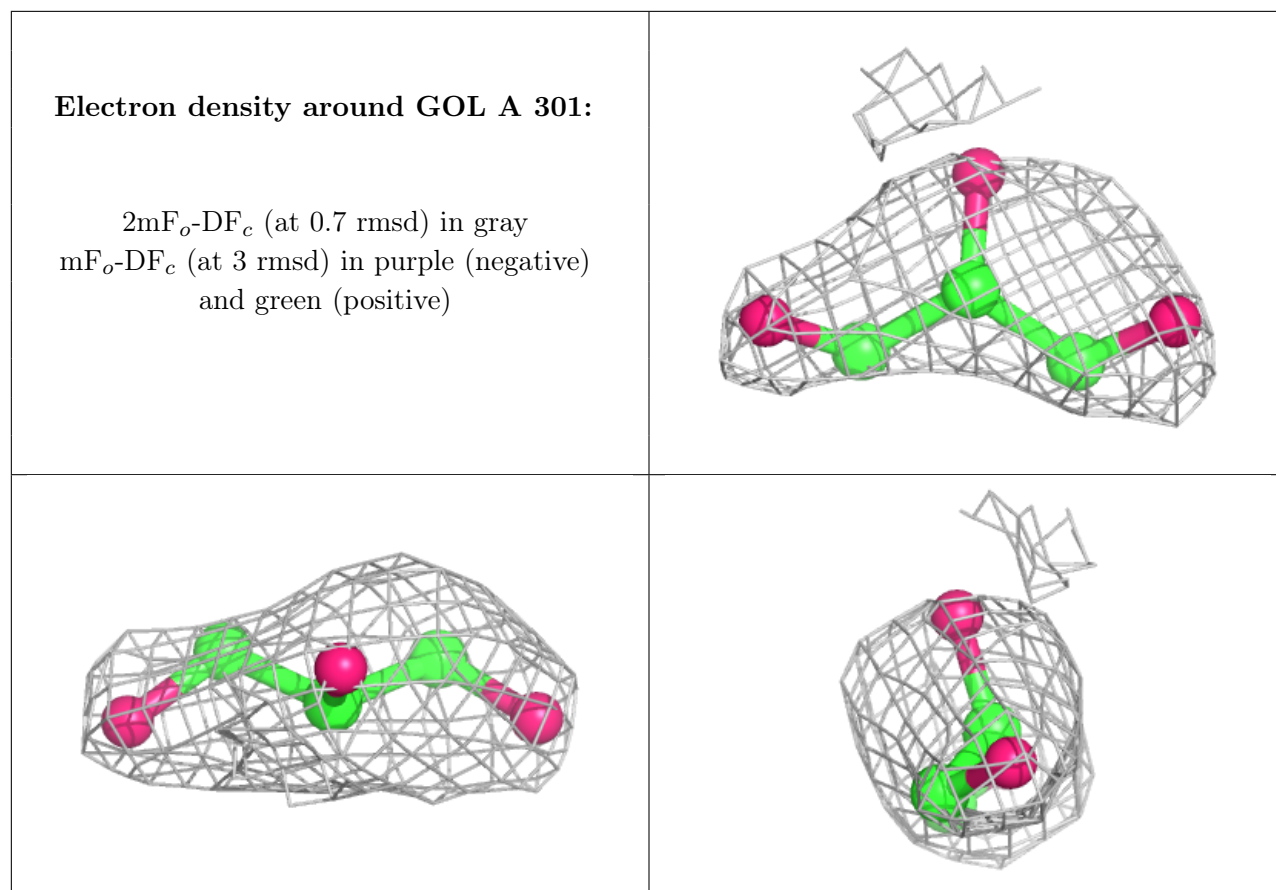 Electron density around GOL A 301:
2mFo-DFc (at 0.7 rmsd) in gray
mFo-DFc (at 3 rmsd) in purple (negative)
and green (positive)